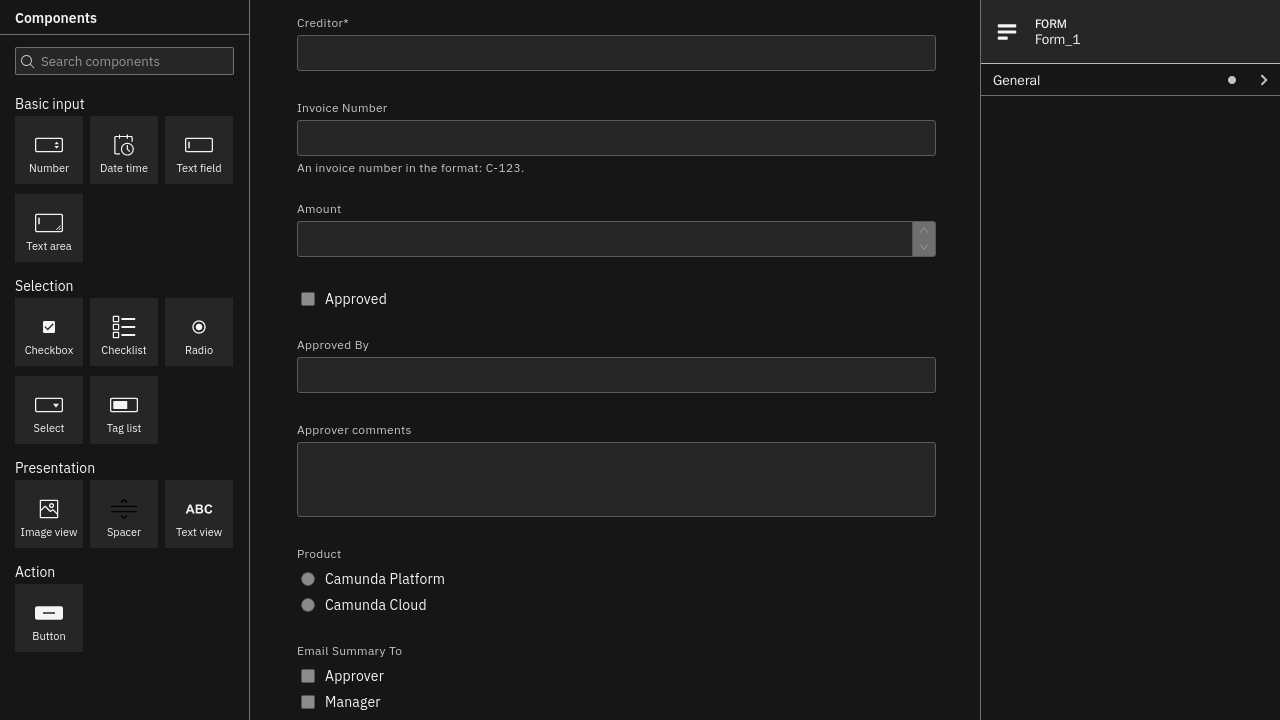 Components
Search components
Basic input
Number
Date time
Text field
Text area
Selection
Checkbox
Checklist
Radio
Select
Tag list
Presentation
Image view
Spacer
ABC
Text view
Action
Button
Creditor*
Invoice Number
An invoice number in the format: C-123.
Amount
Approved
Approved By
Approver comments
Product
Camunda Platform
Camunda Cloud
Email Summary To
Approver
Manager
FORM
Form_1
General